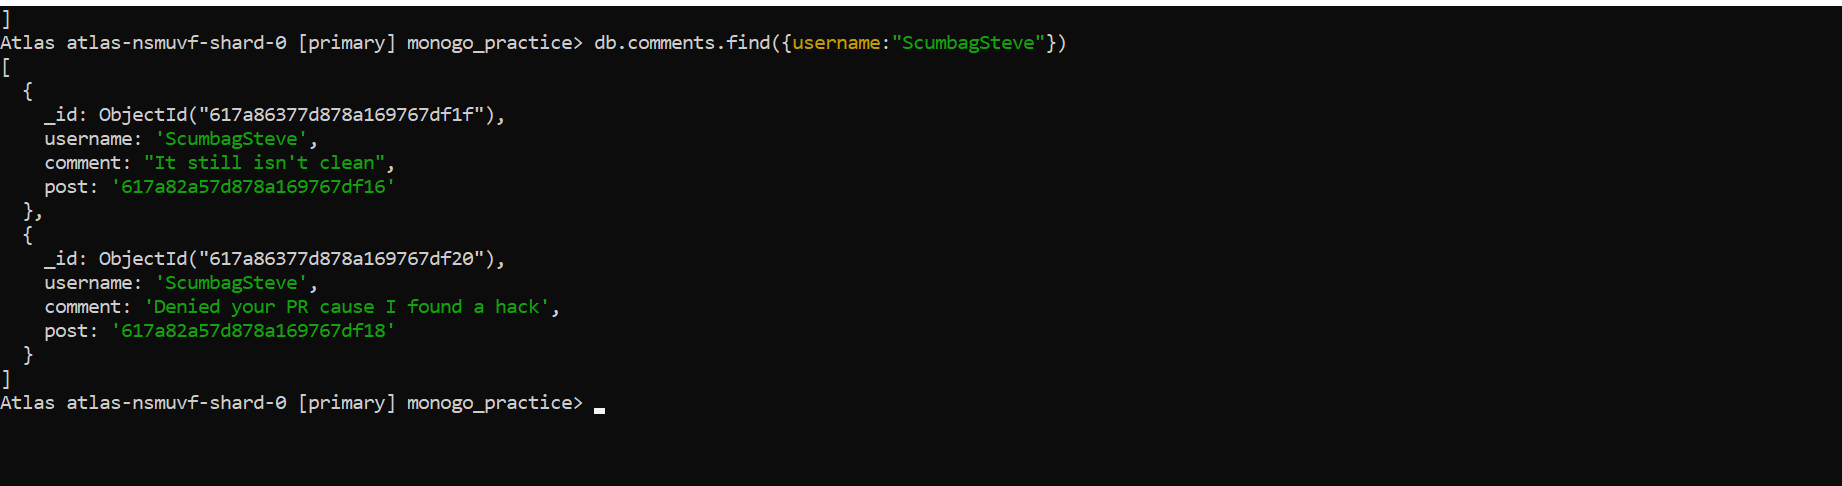 ]
Atlas atlas-nsmuvf-shard-0 [primary] monogo_practice> db.comments.find({username:"ScumbagSteve"})
[
  {
    _id: ObjectId("617a86377d878a169767df1f"),
    username: 'ScumbagSteve',
    comment: "It still isn't clean",
    post: '617a82a57d878a169767df16'
  },
  {
    _id: ObjectId("617a86377d878a169767df20"),
    username: 'ScumbagSteve',
    comment: 'Denied your PR cause I found a hack',
    post: '617a82a57d878a169767df18'
  }
]
Atlas atlas-nsmuvf-shard-0 [primary] monogo_practice>